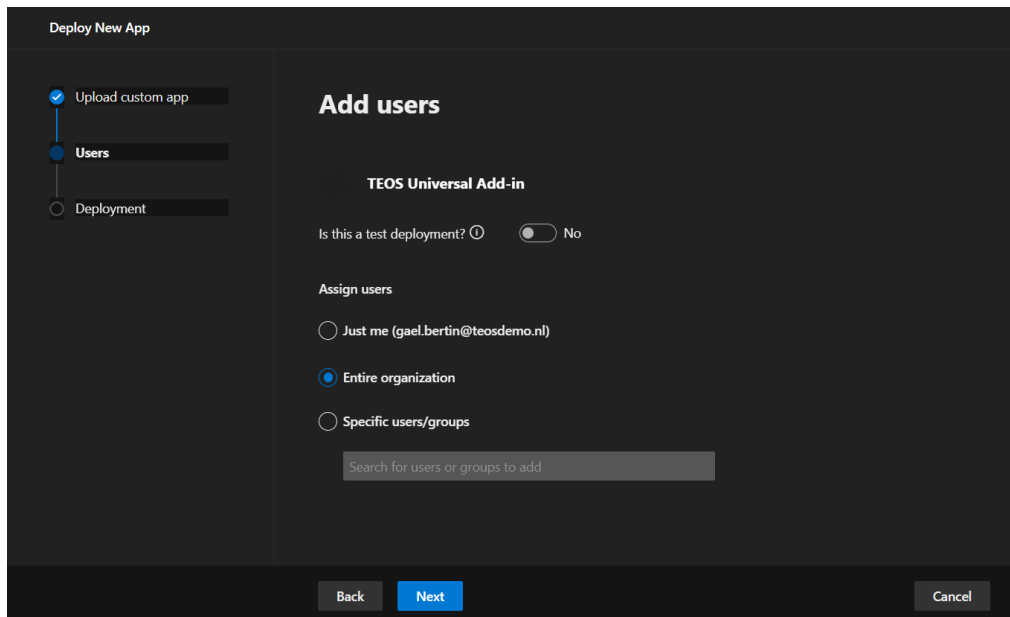 Deploy New App
Upload custom app
Users
Deployment
Add users
TEOS Universal Add-in
Is this a test deployment? No
Assign users
Just me (gael.bertin@teosdemo.nl)
Entire organization
Specific users/groups
Search for users or groups to add
Back Next Cancel